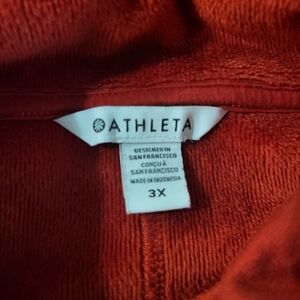 ATHLETA
DESIGNED IN
SAN FRANCISCO
CONÇU À
SAN FRANCISCO
MADE IN INDONESIA
3X